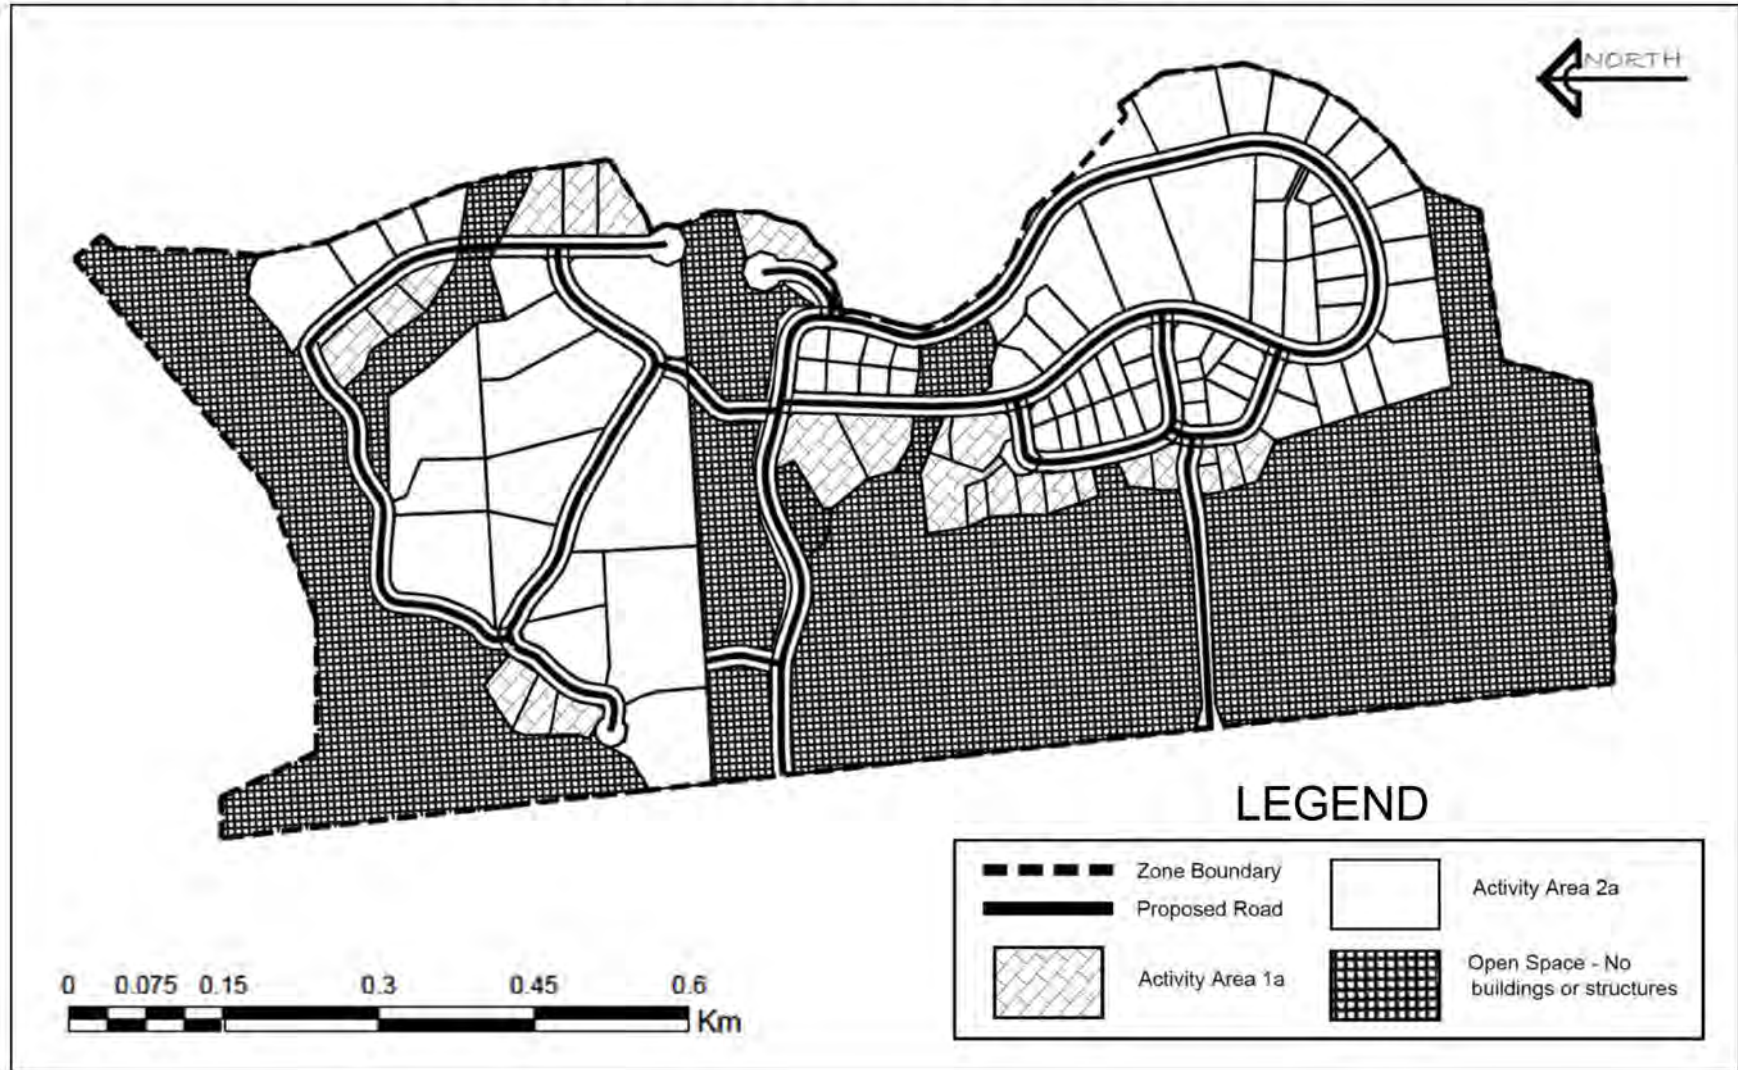 NORTH
LEGEND
Zone Boundary
Proposed Road
Activity Area 1a
Activity Area 2a
Open Space - No
buildings or structures
0 0.075 0.15 0.3 0.45 0.6
Km